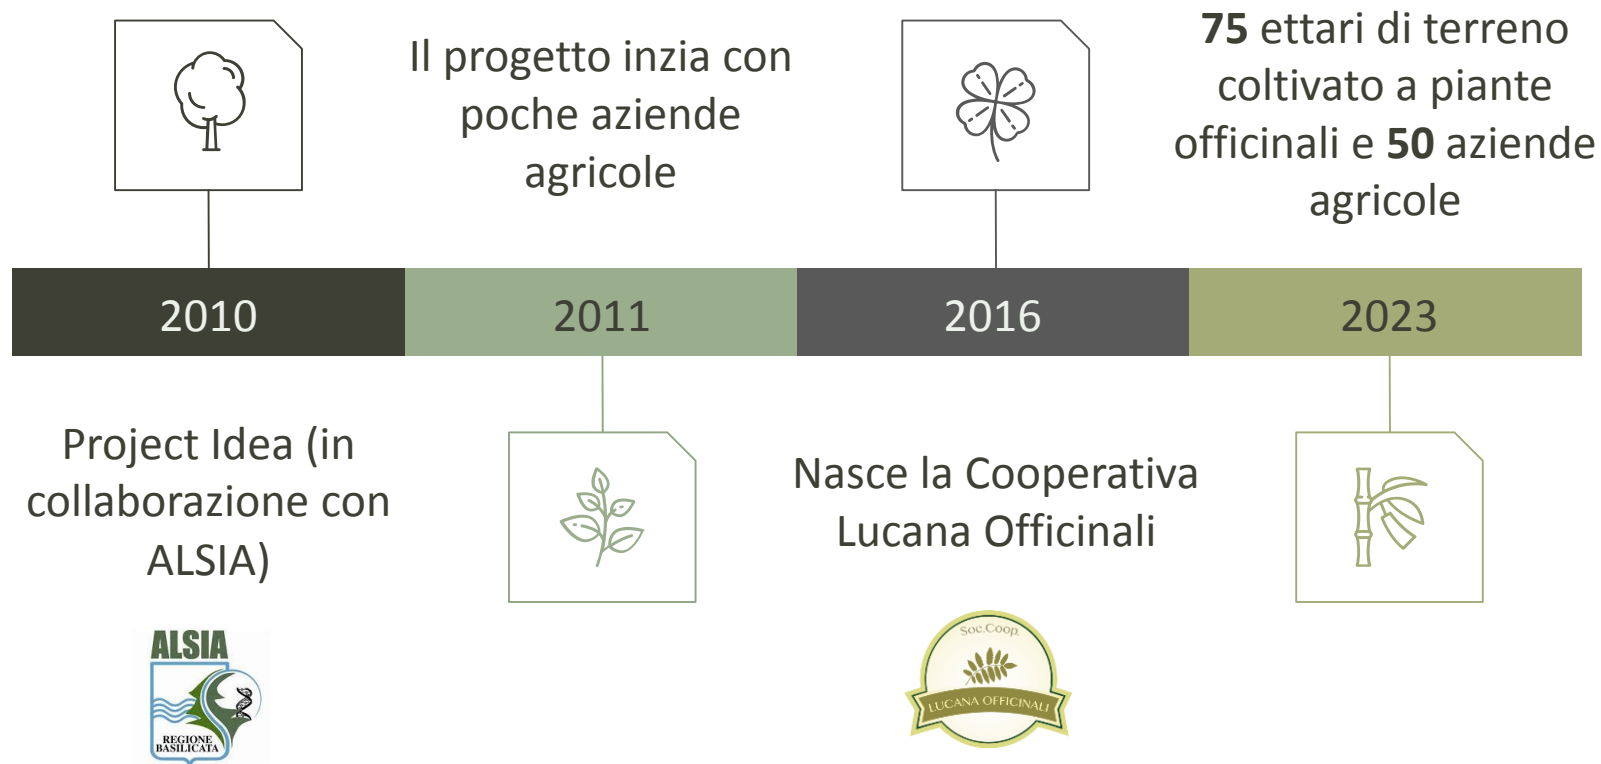 Il progetto inzia con
poche aziende
agricole
75 ettari di terreno
coltivato a piante
officinali e 50 aziende
agricole
2010
2011
2016
2023
Project Idea (in
collaborazione con
ALSIA)
Nasce la Cooperativa
Lucana Officinali
ALSIA
REGIONE
BASILICATA
Soc.Coop.
LUCANA OFFICINALI